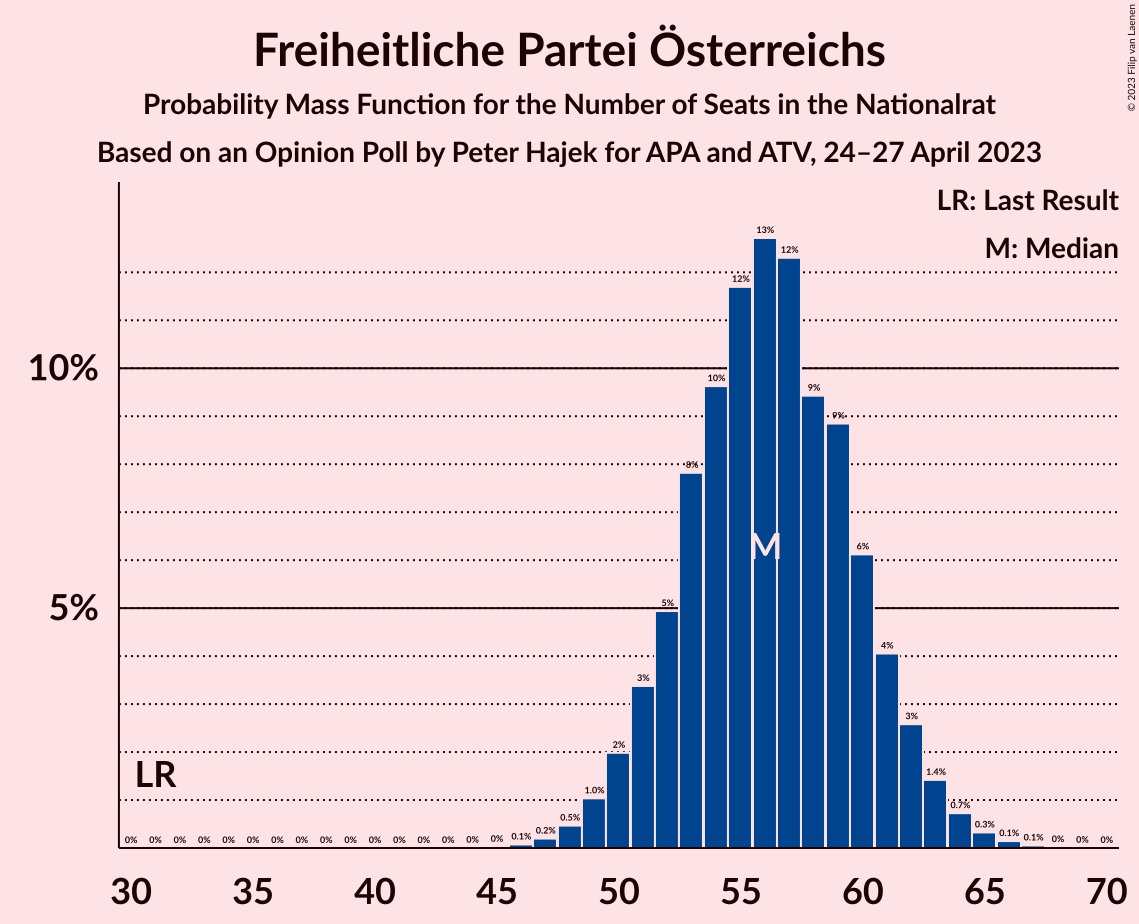 Freiheitliche Partei Österreichs
Probability Mass Function for the Number of Seats in the Nationalrat
Based on an Opinion Poll by Peter Hajek for APA and ATV, 24–27 April 2023
© 2023 Filip van Laenen
LR: Last Result
M: Median
13%
12% 12%
10%
10% 9%
9%
8%
M
6%
5%
5%
4%
3%
3%
2%
LR
1.4%
1.0%
0.7%
0.5%
0.3%
0% 0% 0% 0% 0% 0% 0% 0% 0% 0% 0% 0% 0% 0% 0% 0% 0.1% 0.2% 0.1% 0.1% 0% 0% 0%
30 35 40 45 50 55 60 65 70